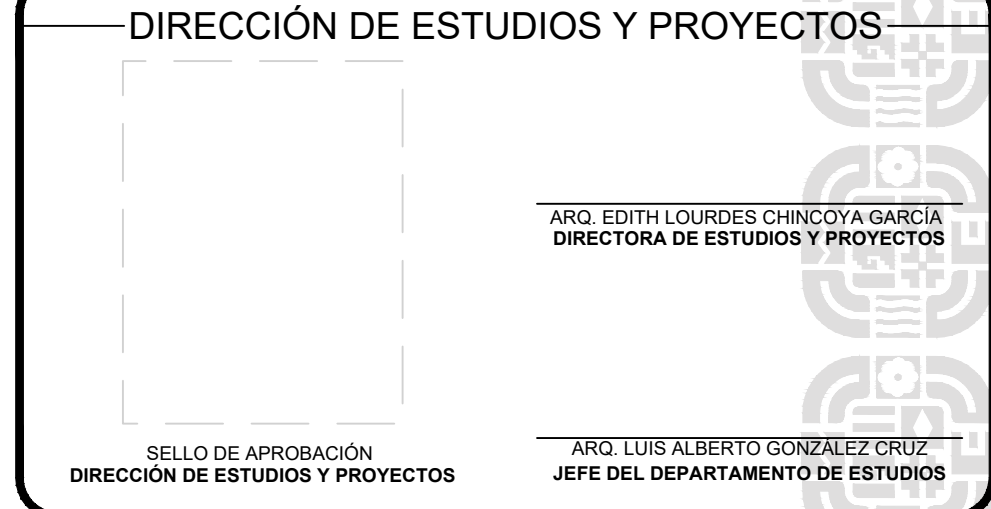 DIRECCIÓN DE ESTUDIOS Y PROYECTOS
ARQ. EDITH LOURDES CHINCOYA GARCÍA
DIRECTORA DE ESTUDIOS Y PROYECTOS
SELLO DE APROBACIÓN
DIRECCIÓN DE ESTUDIOS Y PROYECTOS
ARQ. LUIS ALBERTO GONZÁLEZ CRUZ
JEFE DEL DEPARTAMENTO DE ESTUDIOS